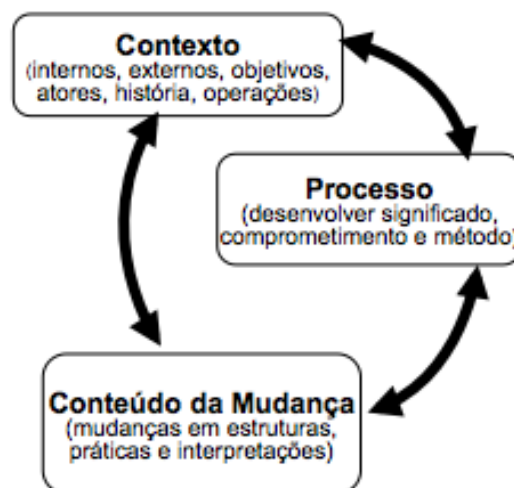 Contexto
(internos, externos, objetivos,
atores, história, operações)
Processo
(desenvolver significado,
comprometimento e método)
Conteúdo da Mudança
(mudanças em estruturas,
práticas e interpretações)